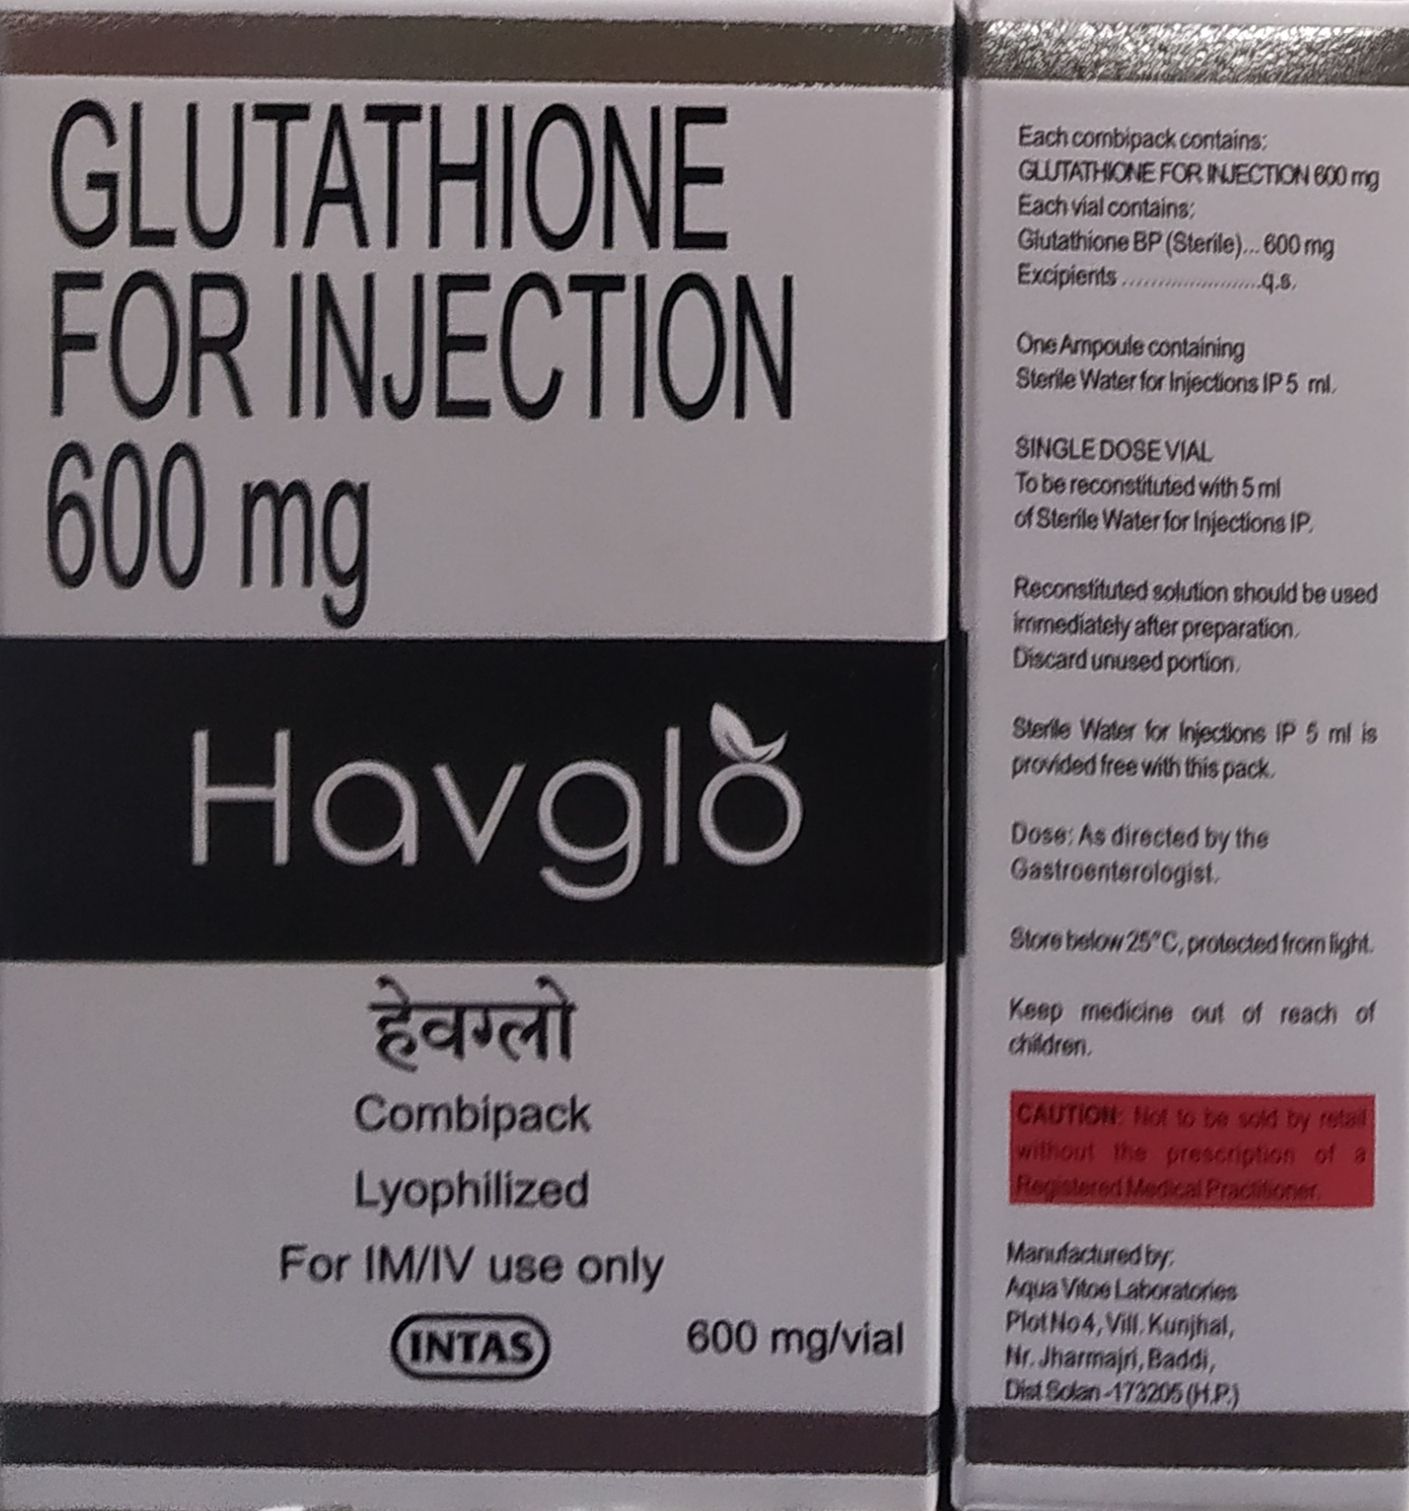 GLUTATHIONE
FOR INJECTION
600 mg
Havglo
हेवग्लो
Combipack
Lyophilized
For IM/IV use only
INTAS
600 mg/vial
Each combipack contains:
GLUTATHIONE FOR INJECTION 600 mg
Each vial contains:
Glutathione BP (Sterile)... 600 mg
Excipients ......................q.s.
One Ampoule containing
Sterile Water for Injections IP 5 ml.
SINGLE DOSE VIAL
To be reconstituted with 5 ml
of Sterile Water for Injections IP.
Reconstituted solution should be used
immediately after preparation.
Discard unused portion.
Sterile Water for Injections IP 5 ml is
provided free with this pack.
Dose: As directed by the
Gastroenterologist.
Store below 25°C, protected from light.
Keep medicine out of reach of
children.
CAUTION: Not to be sold by retail
without the prescription of a
Registered Medical Practitioner.
Manufactured by:
Aqua Vitoe Laboratories
Plot No 4, Vill. Kunjhal,
Nr. Jharmajri, Baddi,
Dist Solan -173205 (H.P.)